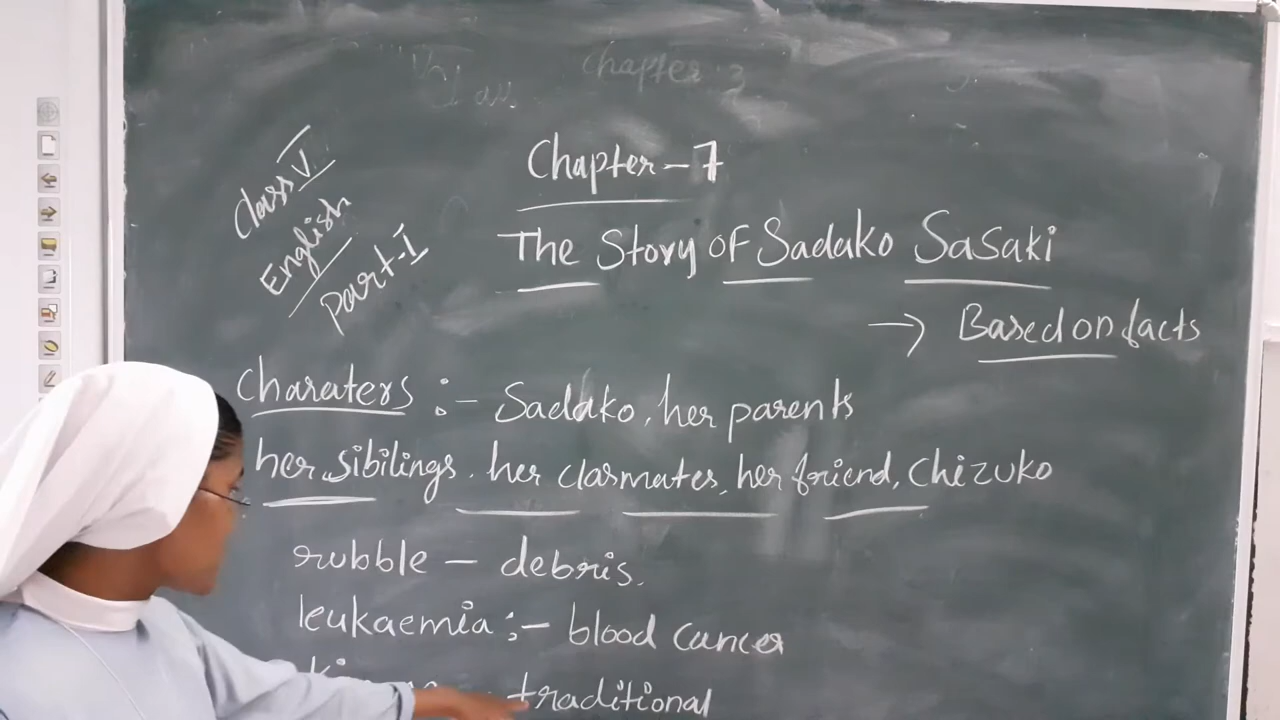 Chapter 3
Class V
English
Part-I
Chapter-7
The Story of Sadako Sasaki
→ Based on facts
Charaters :- Sadako, her parents
her sibilings, her classmates, her friend, Chizuko
rubble – debris.
leukaemia :- blood cancer
traditional